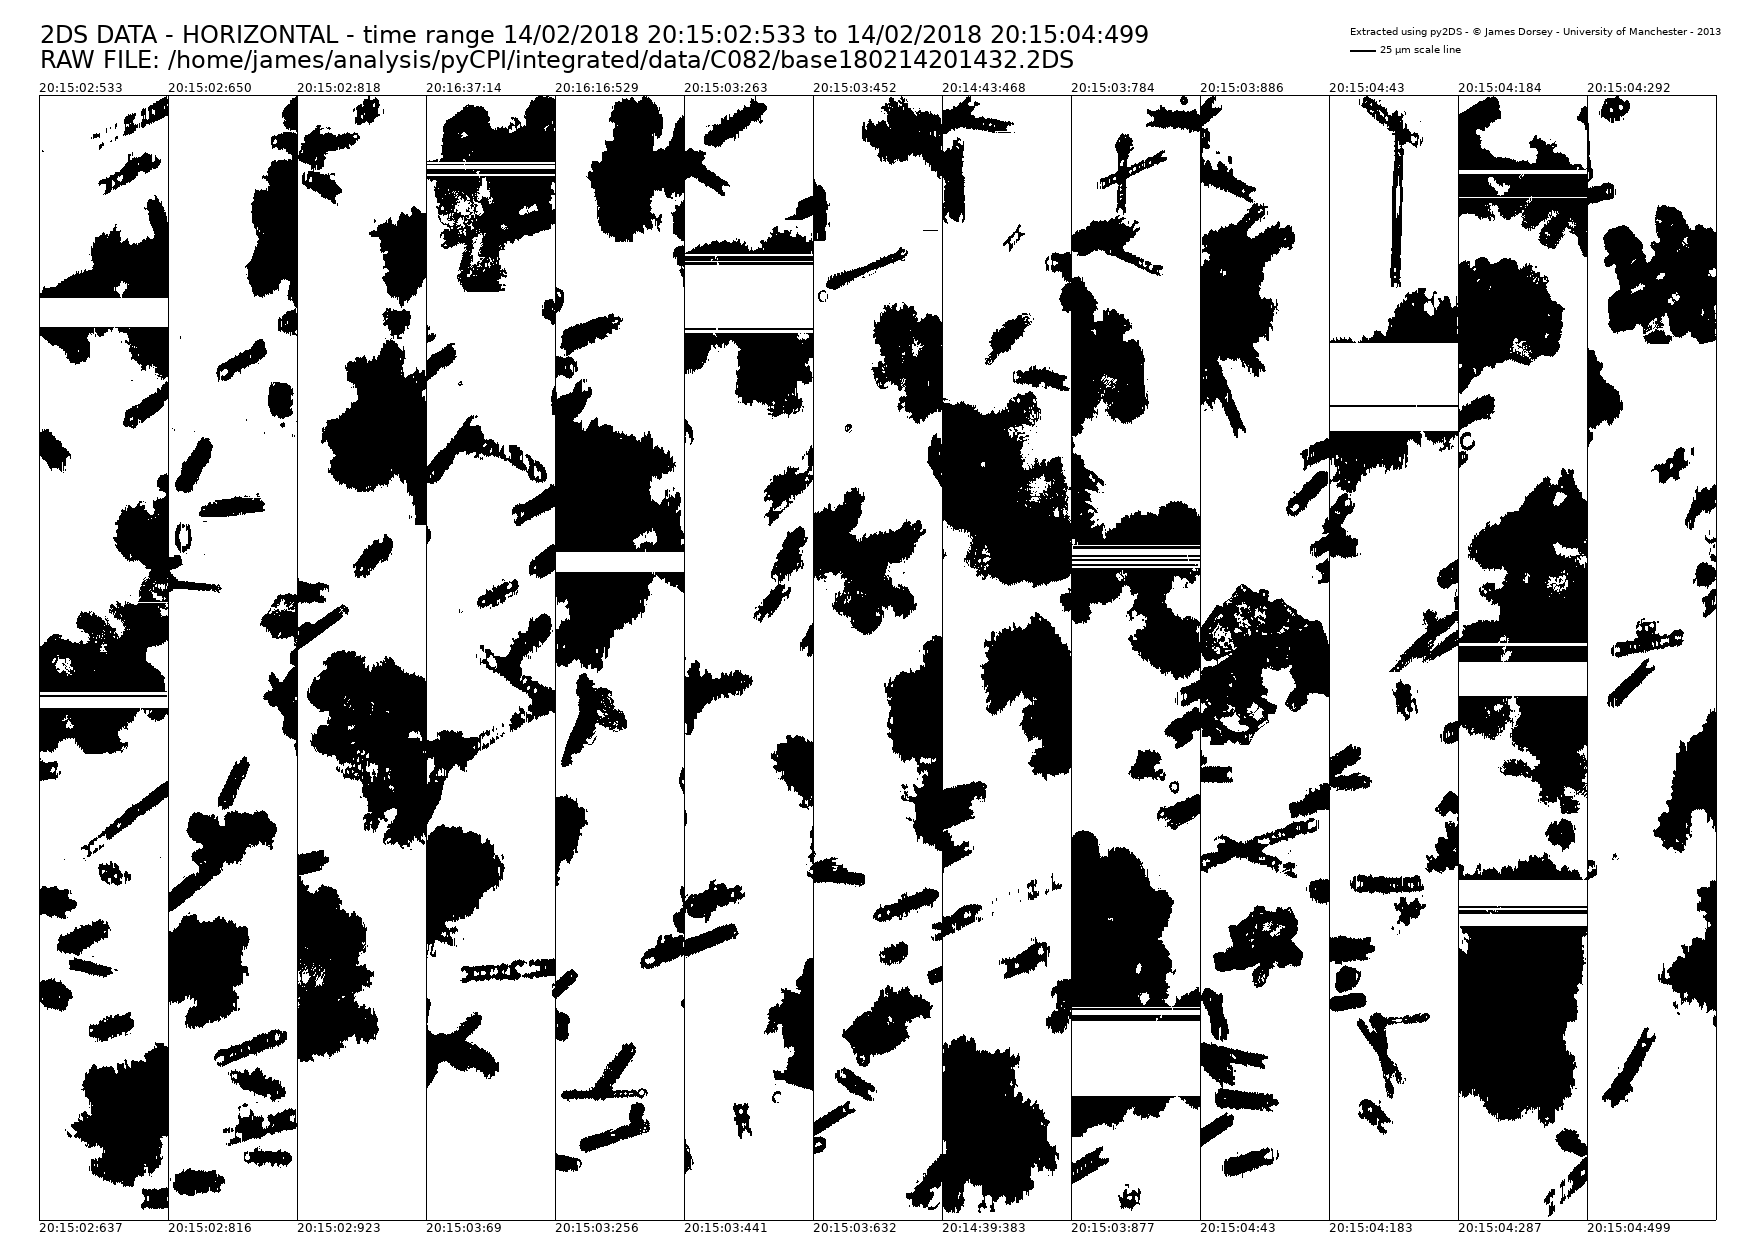 2DS DATA - HORIZONTAL - time range 14/02/2018 20:15:02:533 to 14/02/2018 20:15:04:499
RAW FILE: /home/james/analysis/pyCPI/integrated/data/C082/base180214201432.2DS
Extracted using py2DS - © James Dorsey - University of Manchester - 2013
25 µm scale line
20:15:02:533 20:15:02:650 20:15:02:818 20:16:37:14 20:16:16:529 20:15:03:263 20:15:03:452 20:14:43:468 20:15:03:784 20:15:03:886 20:15:04:43 20:15:04:184 20:15:04:292
20:15:02:637 20:15:02:816 20:15:02:923 20:15:03:69 20:15:03:256 20:15:03:441 20:15:03:632 20:14:39:383 20:15:03:877 20:15:04:43 20:15:04:183 20:15:04:287 20:15:04:499